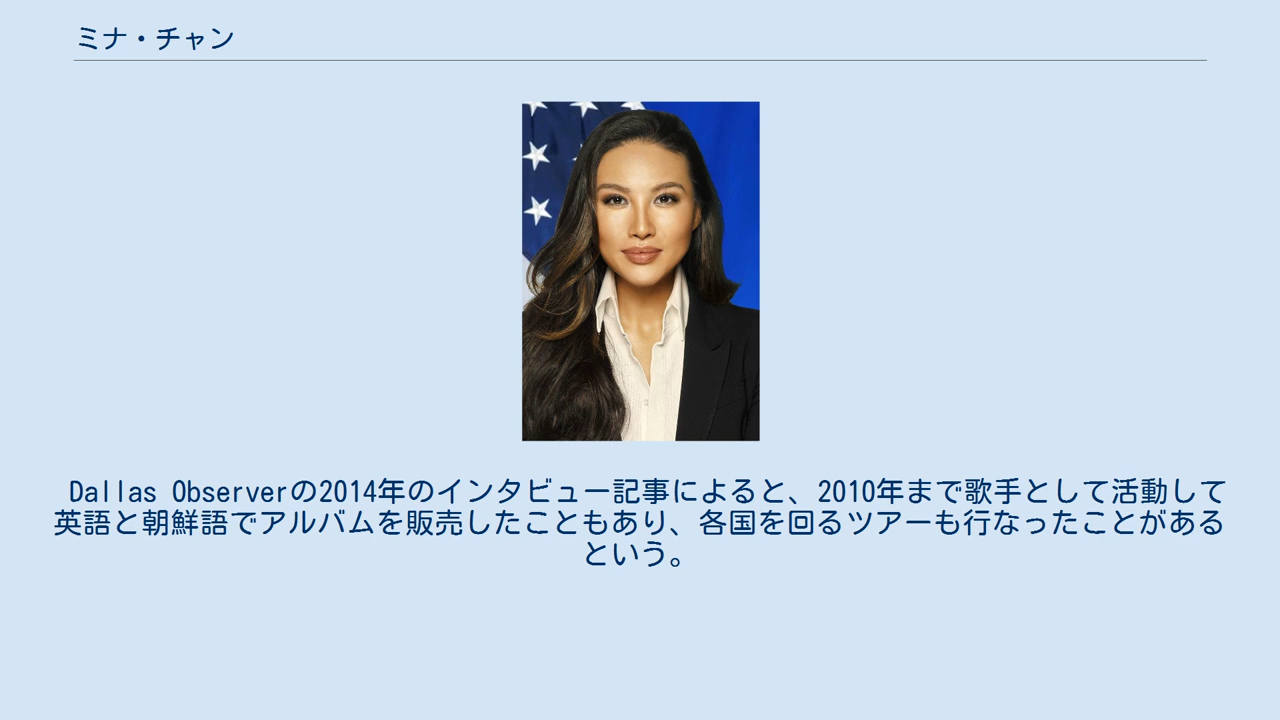 ミナ・チャン
Dallas Observerの2014年のインタビュー記事によると、2010年まで歌手として活動して
英語と朝鮮語でアルバムを販売したこともあり、各国を回るツアーも行なったことがある
という。